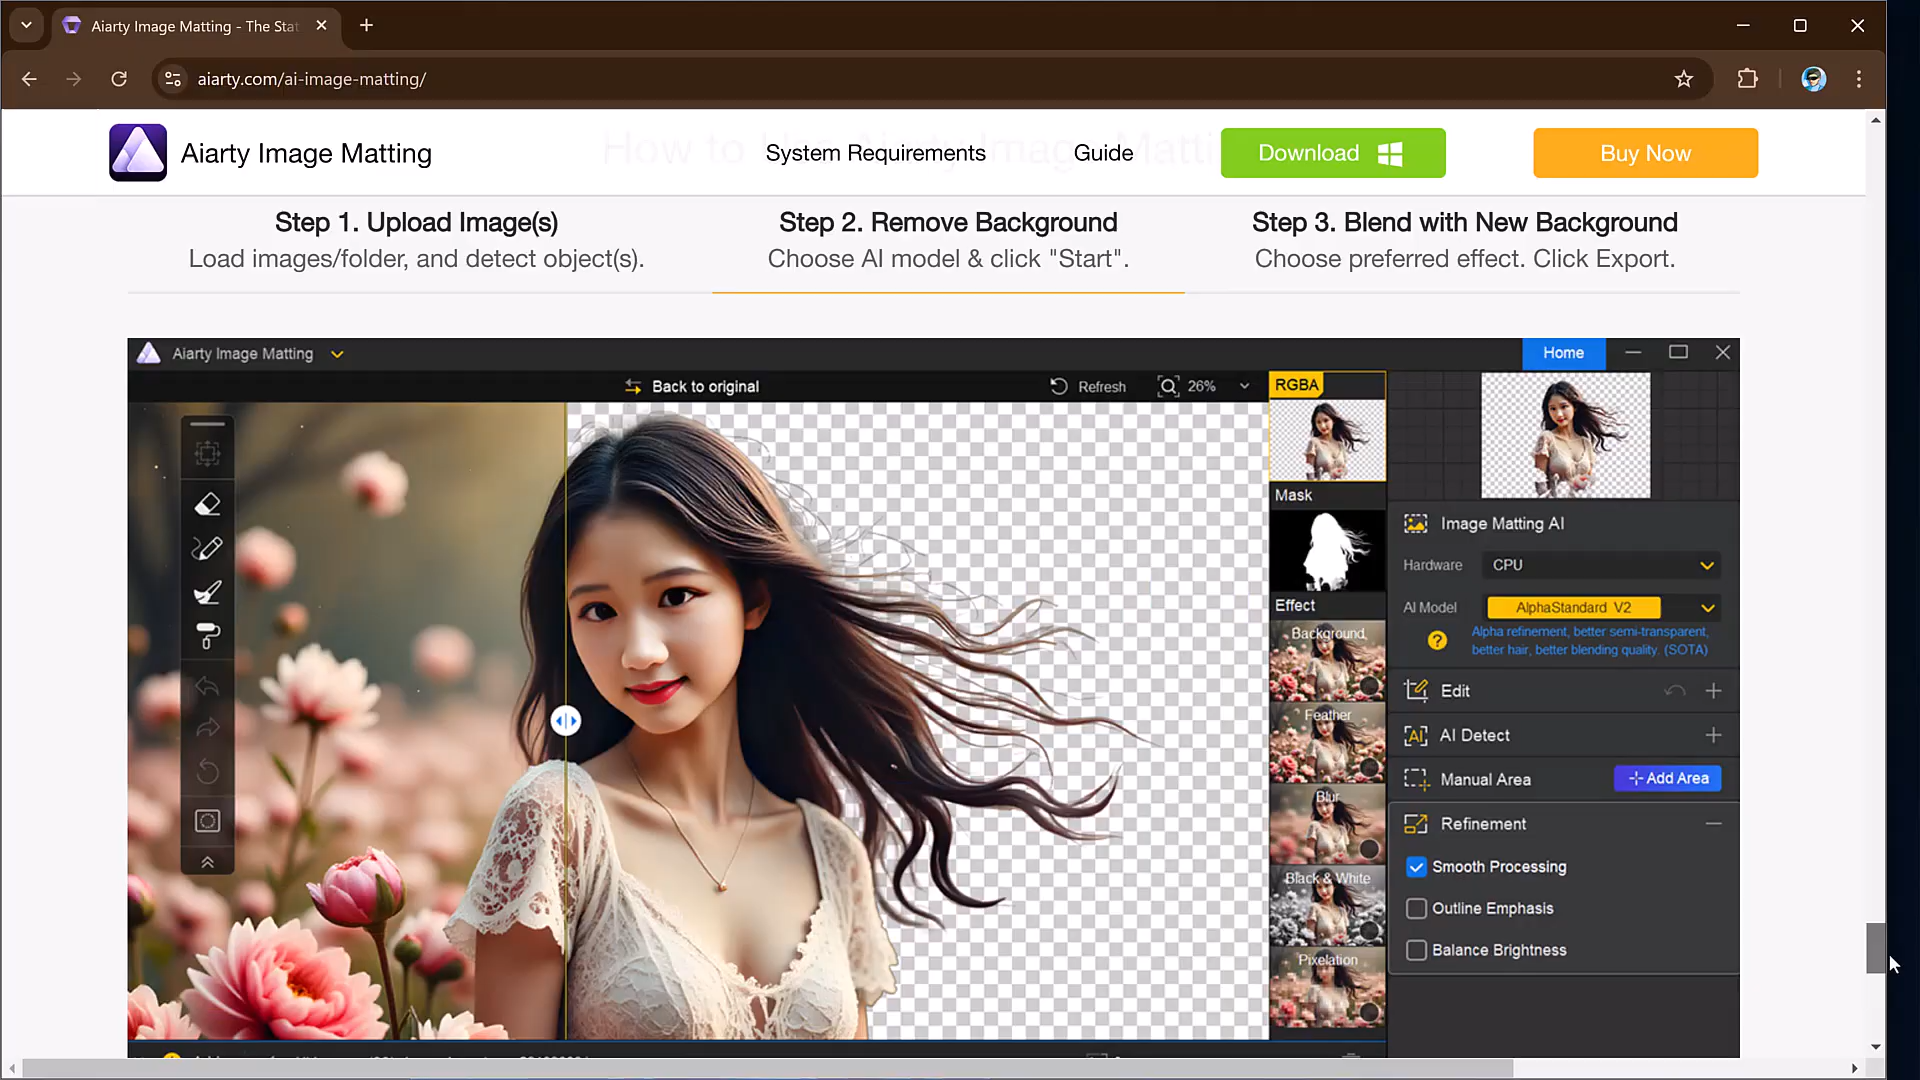 Aiarty Image Matting - The Stat
aiarty.com/ai-image-matting/
Aiarty Image Matting
System Requirements
Guide
Download
Buy Now
Step 1. Upload Image(s)
Load images/folder, and detect object(s).
Step 2. Remove Background
Choose AI model & click "Start".
Step 3. Blend with New Background
Choose preferred effect. Click Export.
Aiarty Image Matting
Home
Back to original
Refresh
26%
RGBA
Mask
Effect
Background
Feather
Blur
Black & White
Pixelation
Image Matting AI
Hardware
CPU
AI Model
AlphaStandard V2
Alpha refinement, better semi-transparent,
better hair, better blending quality. (SOTA)
Edit
AI Detect
Manual Area
Add Area
Refinement
Smooth Processing
Outline Emphasis
Balance Brightness